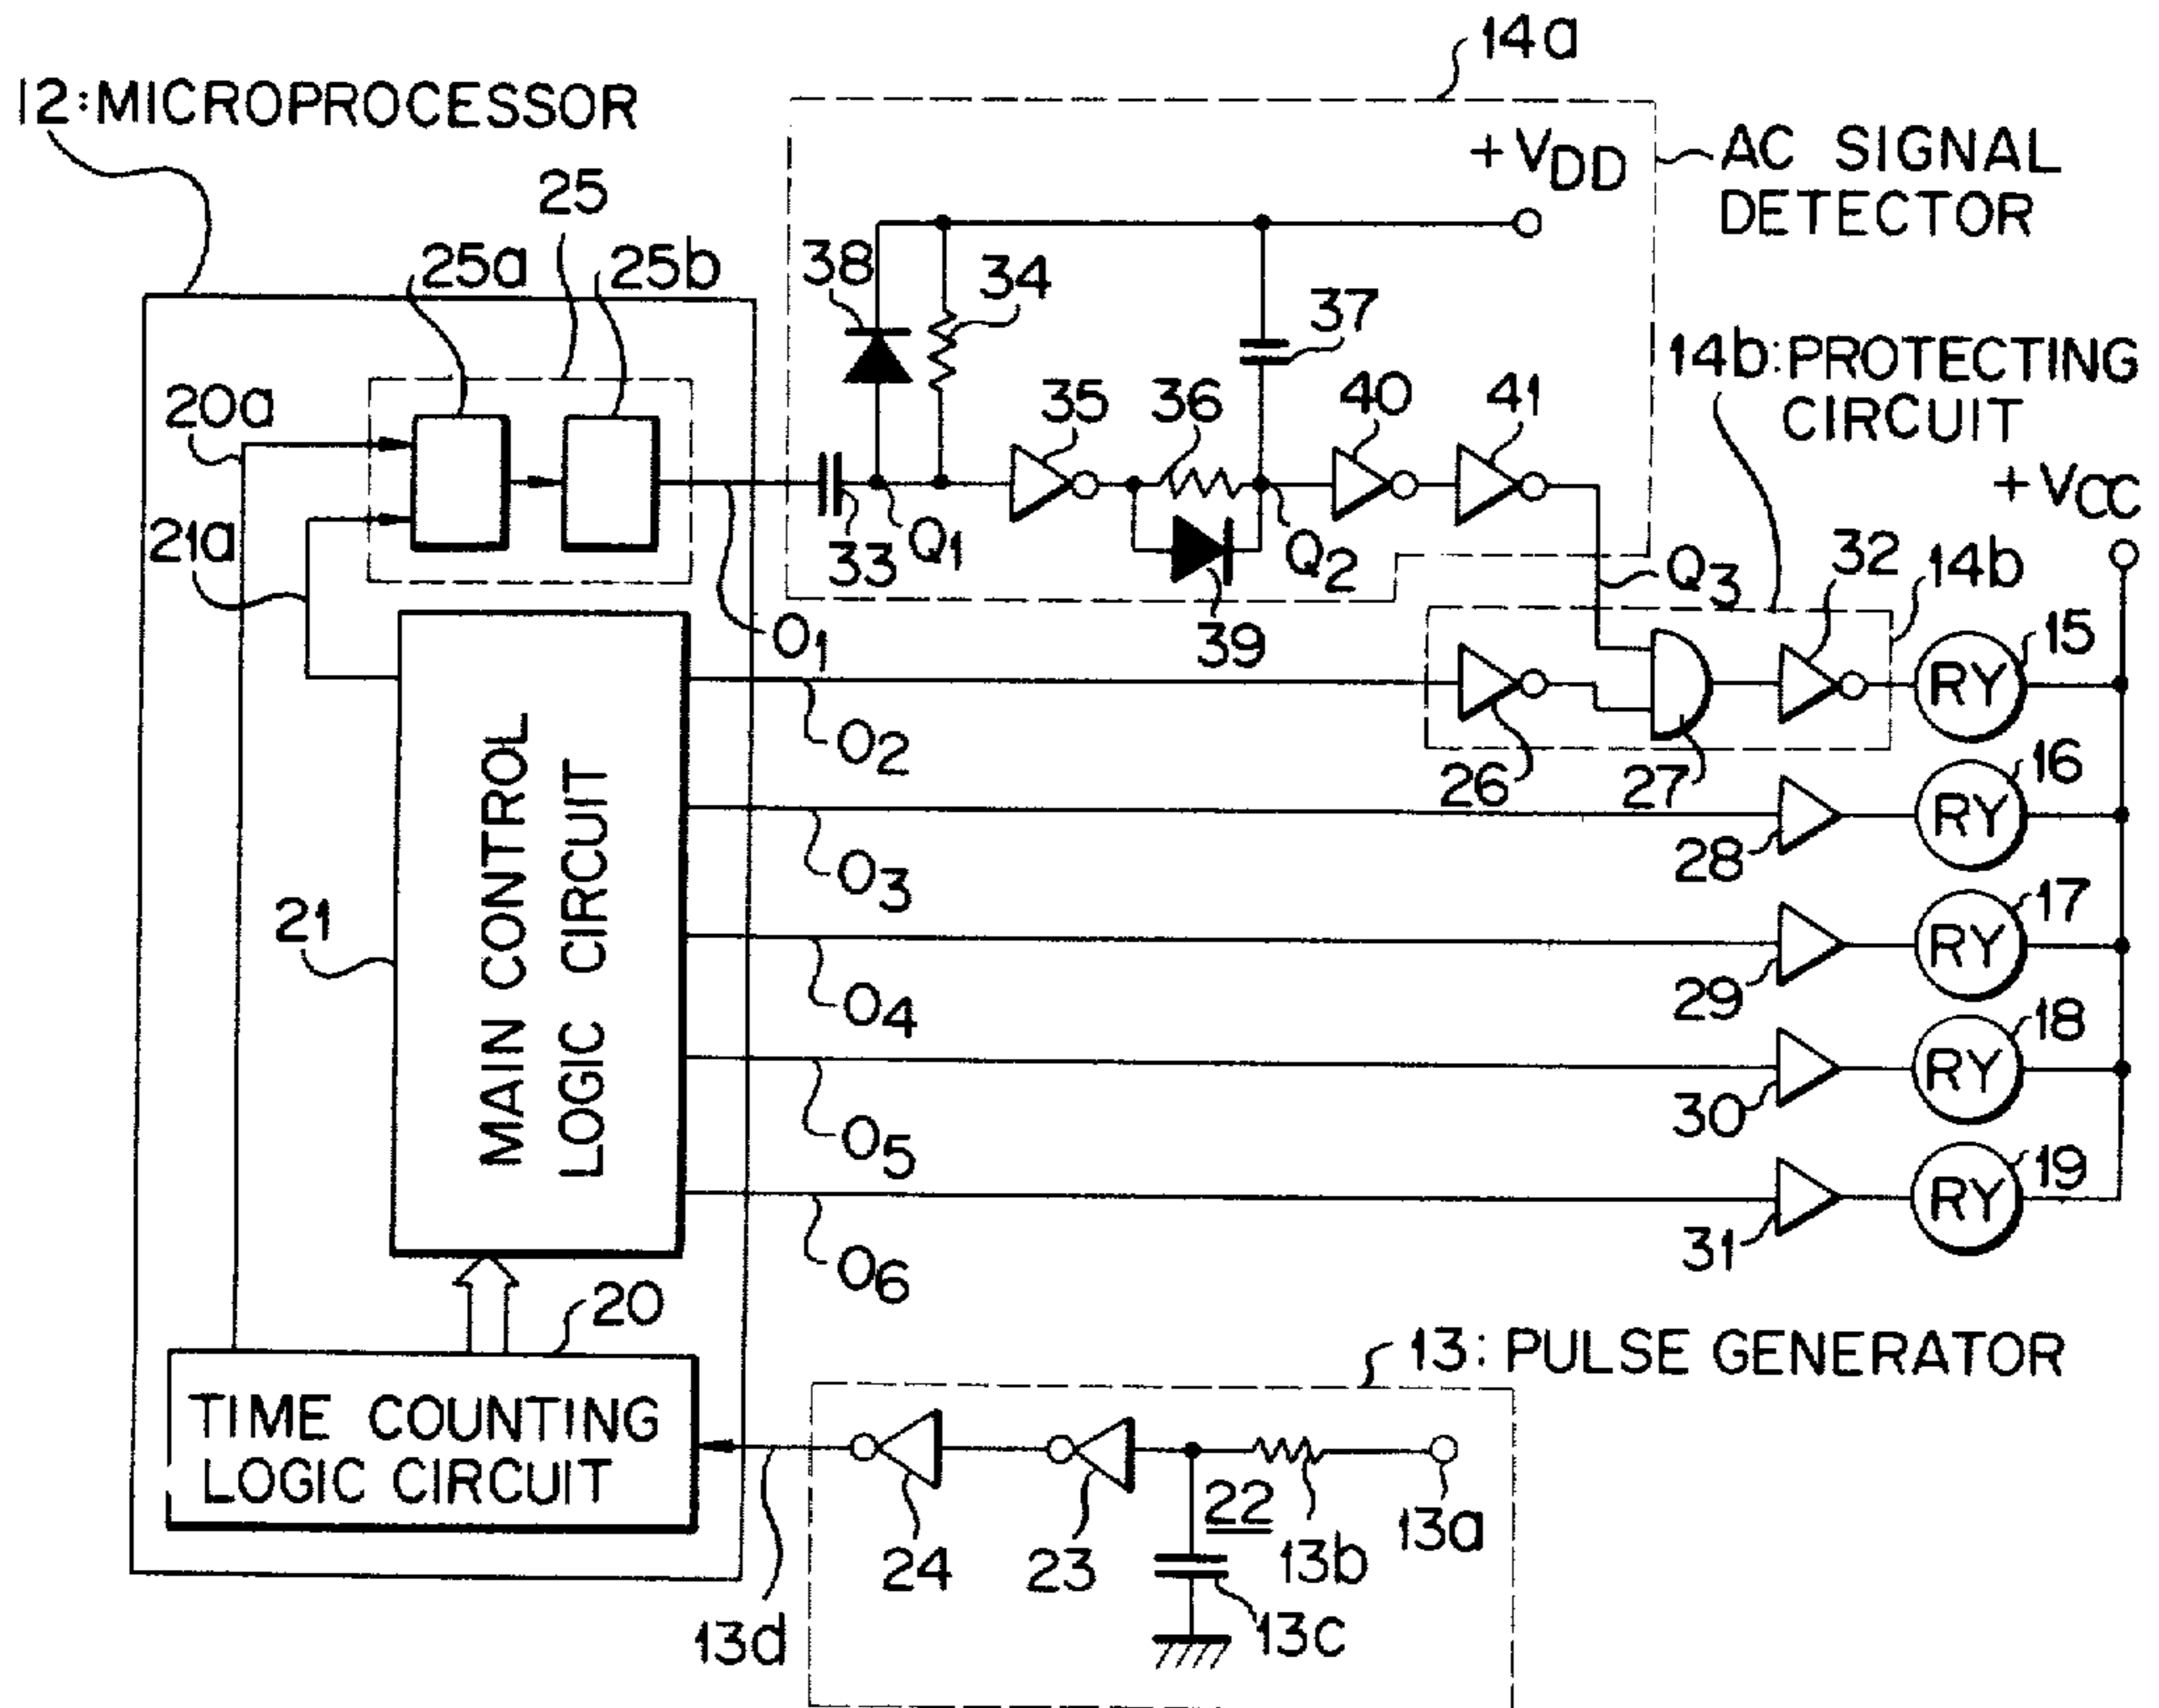 14a
12:MICROPROCESSOR
+VDD
AC SIGNAL
DETECTOR
25
25a
25b
38
34
37
14b:PROTECTING
CIRCUIT
20a
35
36
40
41
+VCC
21a
33
Q1
Q2
39
Q3
32
14b
O1
15
RY
O2
26
27
16
RY
28
O3
MAIN CONTROL
LOGIC CIRCUIT
21
17
RY
29
O4
18
RY
30
O5
19
RY
31
O6
20
13: PULSE GENERATOR
TIME COUNTING
LOGIC CIRCUIT
22
13a
24
23
13b
13d
13c